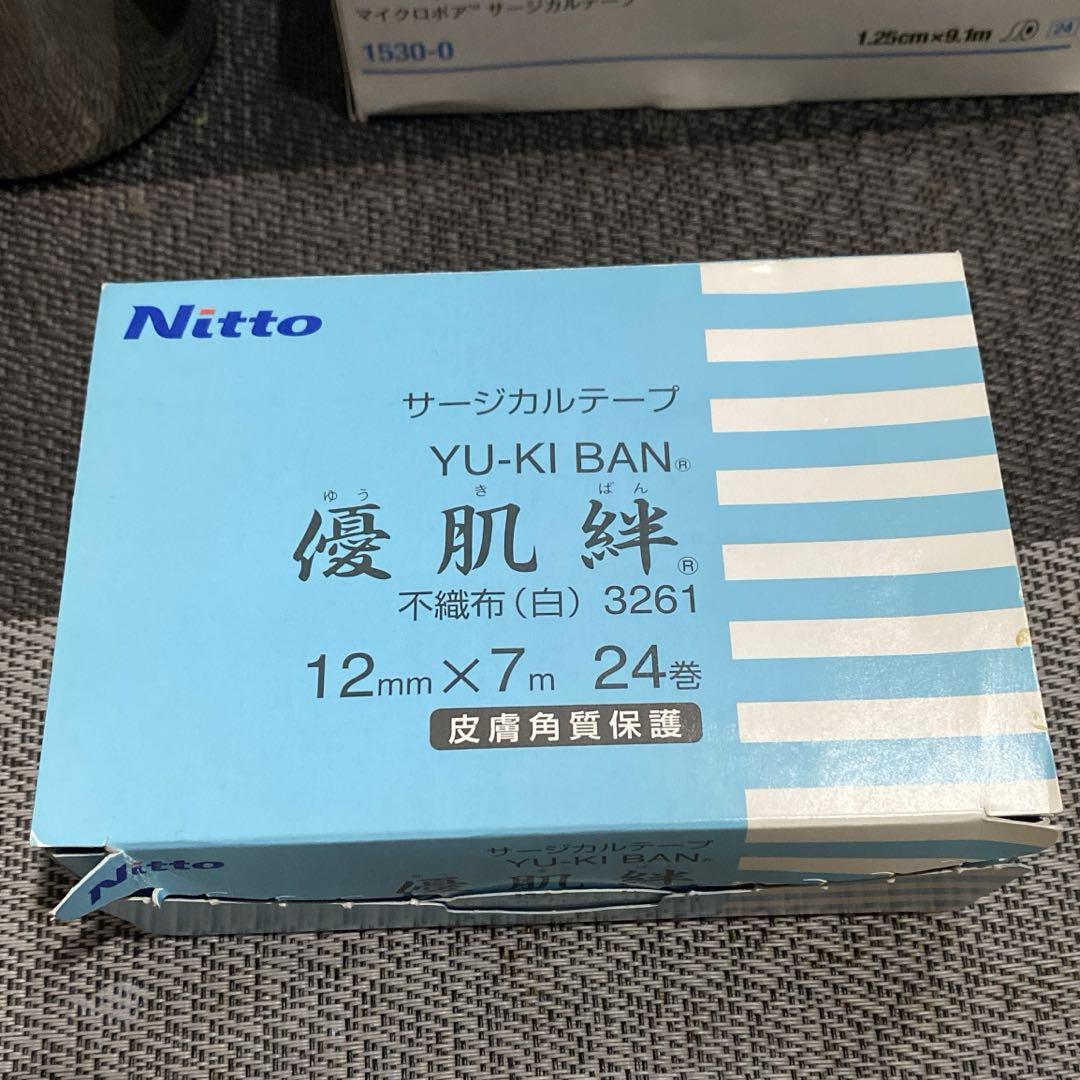 マイクロポア™ サージカルテープ
1530-0
1.25cm×9.1m
24
Nitto
サージカルテープ
YU-KI BAN®
ゆう き ばん
優肌絆®
不織布(白) 3261
12mm×7m 24巻
皮膚角質保護
Nitto
サージカルテープ
YU-KI BAN®
優肌絆